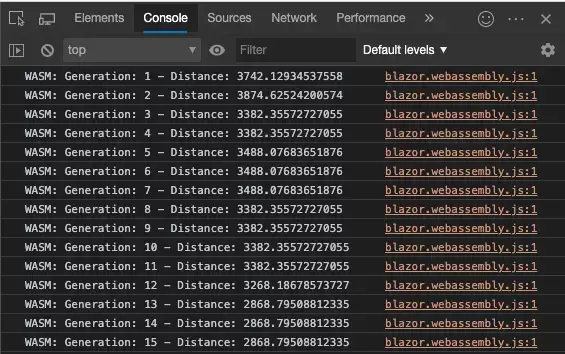 Elements Console Sources Network Performance »
top ▼ Filter Default levels ▼
WASM: Generation: 1 – Distance: 3742.12934537558 blazor.webassembly.js:1
WASM: Generation: 2 – Distance: 3874.62524200574 blazor.webassembly.js:1
WASM: Generation: 3 – Distance: 3382.35572727055 blazor.webassembly.js:1
WASM: Generation: 4 – Distance: 3382.35572727055 blazor.webassembly.js:1
WASM: Generation: 5 – Distance: 3488.07683651876 blazor.webassembly.js:1
WASM: Generation: 6 – Distance: 3488.07683651876 blazor.webassembly.js:1
WASM: Generation: 7 – Distance: 3488.07683651876 blazor.webassembly.js:1
WASM: Generation: 8 – Distance: 3382.35572727055 blazor.webassembly.js:1
WASM: Generation: 9 – Distance: 3382.35572727055 blazor.webassembly.js:1
WASM: Generation: 10 – Distance: 3382.35572727055 blazor.webassembly.js:1
WASM: Generation: 11 – Distance: 3382.35572727055 blazor.webassembly.js:1
WASM: Generation: 12 – Distance: 3268.18678573727 blazor.webassembly.js:1
WASM: Generation: 13 – Distance: 2868.79508812335 blazor.webassembly.js:1
WASM: Generation: 14 – Distance: 2868.79508812335 blazor.webassembly.js:1
WASM: Generation: 15 – Distance: 2868.79508812335 blazor.webassembly.js:1